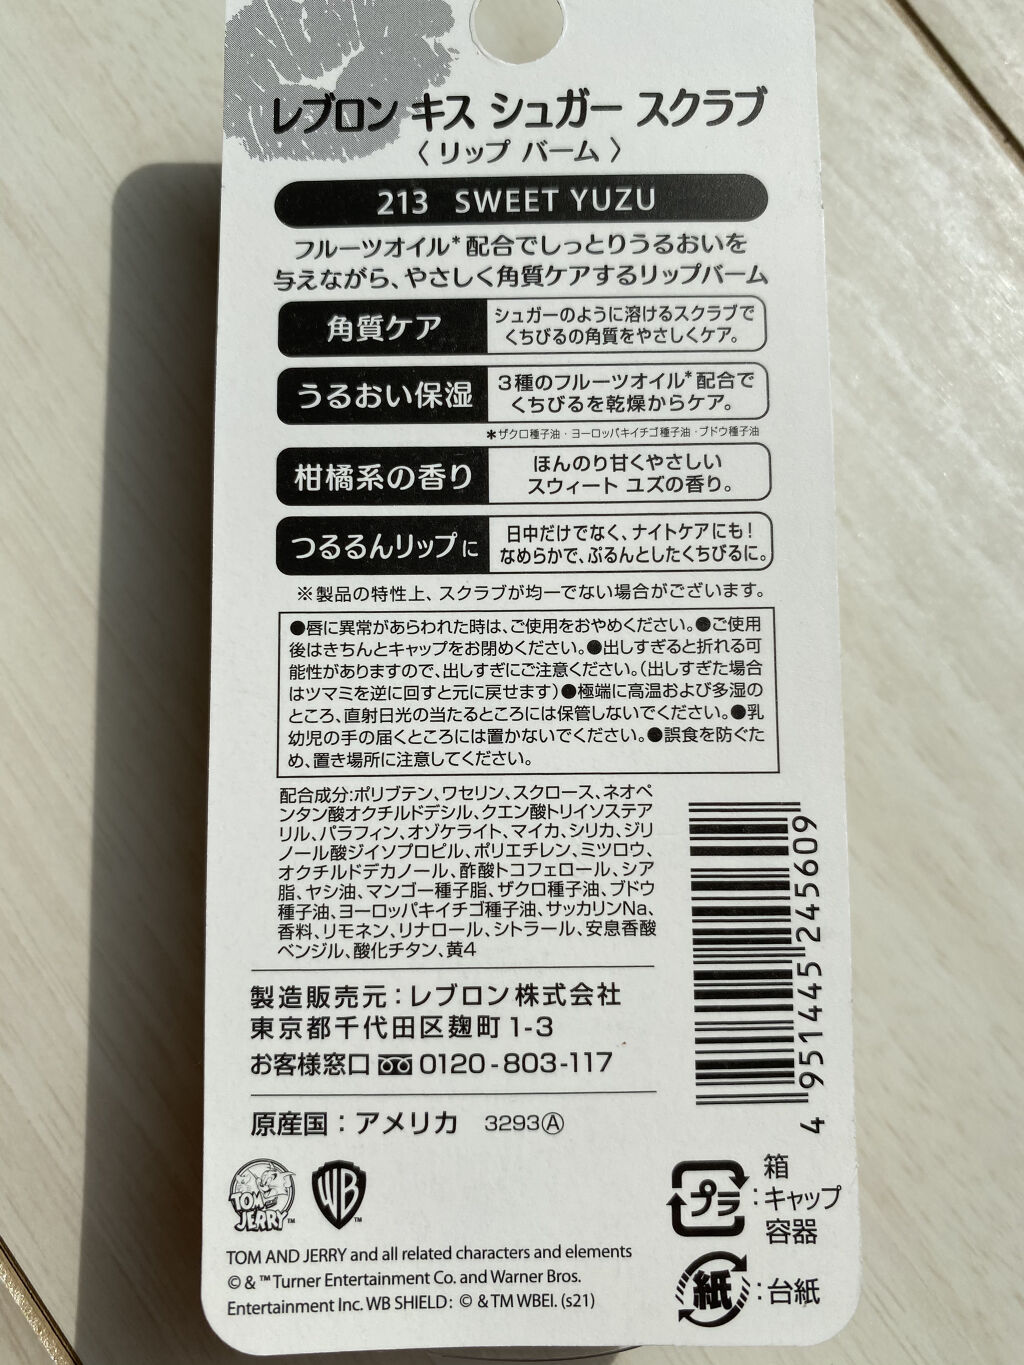 レブロン キス シュガー スクラブ
〈 リップ バーム 〉
213 SWEET YUZU
フルーツオイル*配合でしっとりうるおいを
与えながら、やさしく角質ケアするリップバーム
角質ケア
シュガーのように溶けるスクラブで
くちびるの角質をやさしくケア。
うるおい保湿
3種のフルーツオイル*配合で
くちびるを乾燥からケア。
*ザクロ種子油・ヨーロッパキイチゴ種子油・ブドウ種子油
柑橘系の香り
ほんのり甘くやさしい
スウィート ユズの香り。
つるるんリップに
日中だけでなく、ナイトケアにも!
なめらかで、ぷるんとしたくちびるに。
※製品の特性上、スクラブが均一でない場合がございます。
●唇に異常があらわれた時は、ご使用をおやめください。●ご使用
後はきちんとキャップをお閉めください。●出しすぎると折れる可
能性がありますので、出しすぎにご注意ください。(出しすぎた場合
はツマミを逆に回すと元に戻せます)●極端に高温および多湿の
ところ、直射日光の当たるところには保管しないでください。●乳
幼児の手の届くところには置かないでください。●誤食を防ぐた
め、置き場所に注意してください。
配合成分:ポリブテン、ワセリン、スクロース、ネオペ
ンタン酸オクチルドデシル、クエン酸トリイソステア
リル、パラフィン、オゾケライト、マイカ、シリカ、ジリ
ノール酸ジイソプロピル、ポリエチレン、ミツロウ、
オクチルドデカノール、酢酸トコフェロール、シア
脂、ヤシ油、マンゴー種子脂、ザクロ種子油、ブドウ
種子油、ヨーロッパキイチゴ種子油、サッカリンNa、
香料、リモネン、リナロール、シトラール、安息香酸
ベンジル、酸化チタン、黄4
4 951445 245609
製造販売元：レブロン株式会社
東京都千代田区麹町1-3
お客様窓口 0120-803-117
原産国：アメリカ 3293Ⓐ
TOM AND JERRY™
WB™
プラ：箱
キャップ
容器
紙：台紙
TOM AND JERRY and all related characters and elements
© & ™ Turner Entertainment Co. and Warner Bros.
Entertainment Inc. WB SHIELD: © & TM WBEI. (s21)